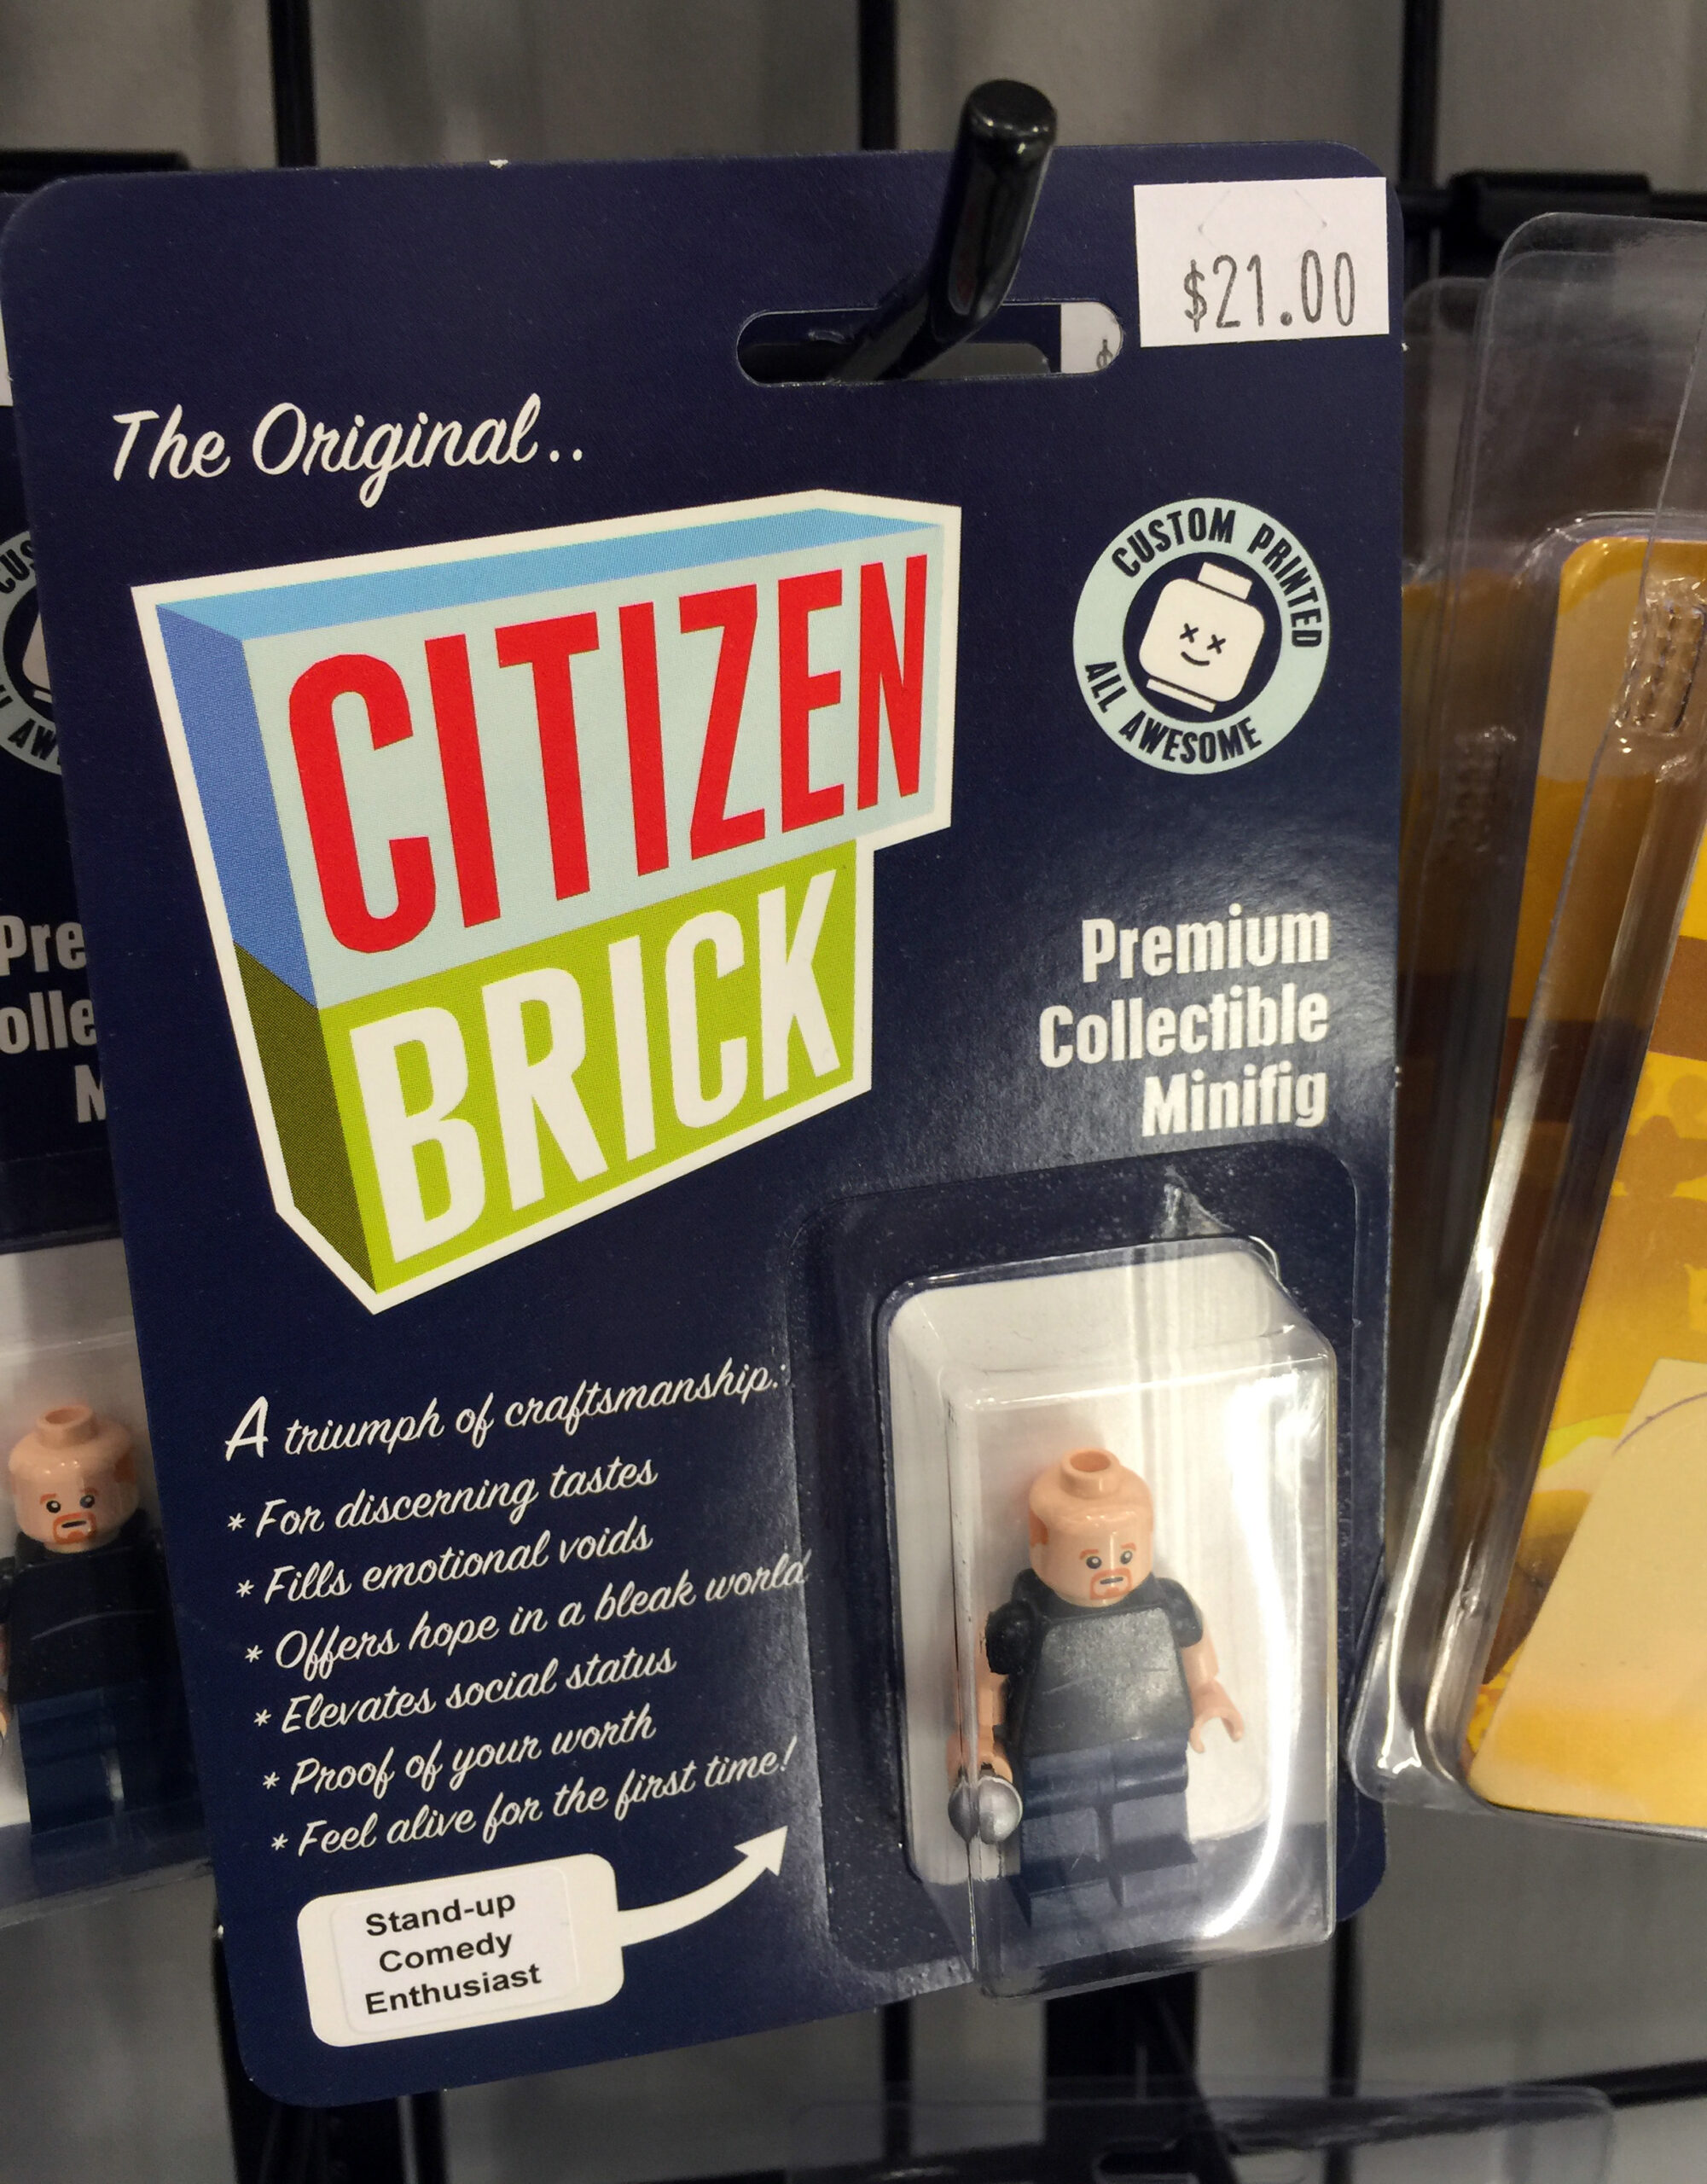 $21.00
The Original..
CITIZEN
BRICK
CUSTOM PRINTED
ALL AWESOME
Premium
Collectible
Minifig
A triumph of craftsmanship:
* For discerning tastes
* Fills emotional voids
* Offers hope in a bleak world
* Elevates social status
* Proof of your worth
* Feel alive for the first time!
Stand-up
Comedy
Enthusiast